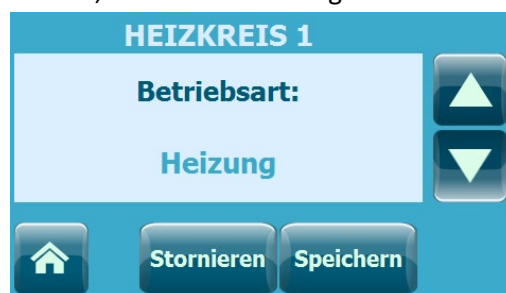 HEIZKREIS 1
Betriebsart:
Heizung
Stornieren Speichern